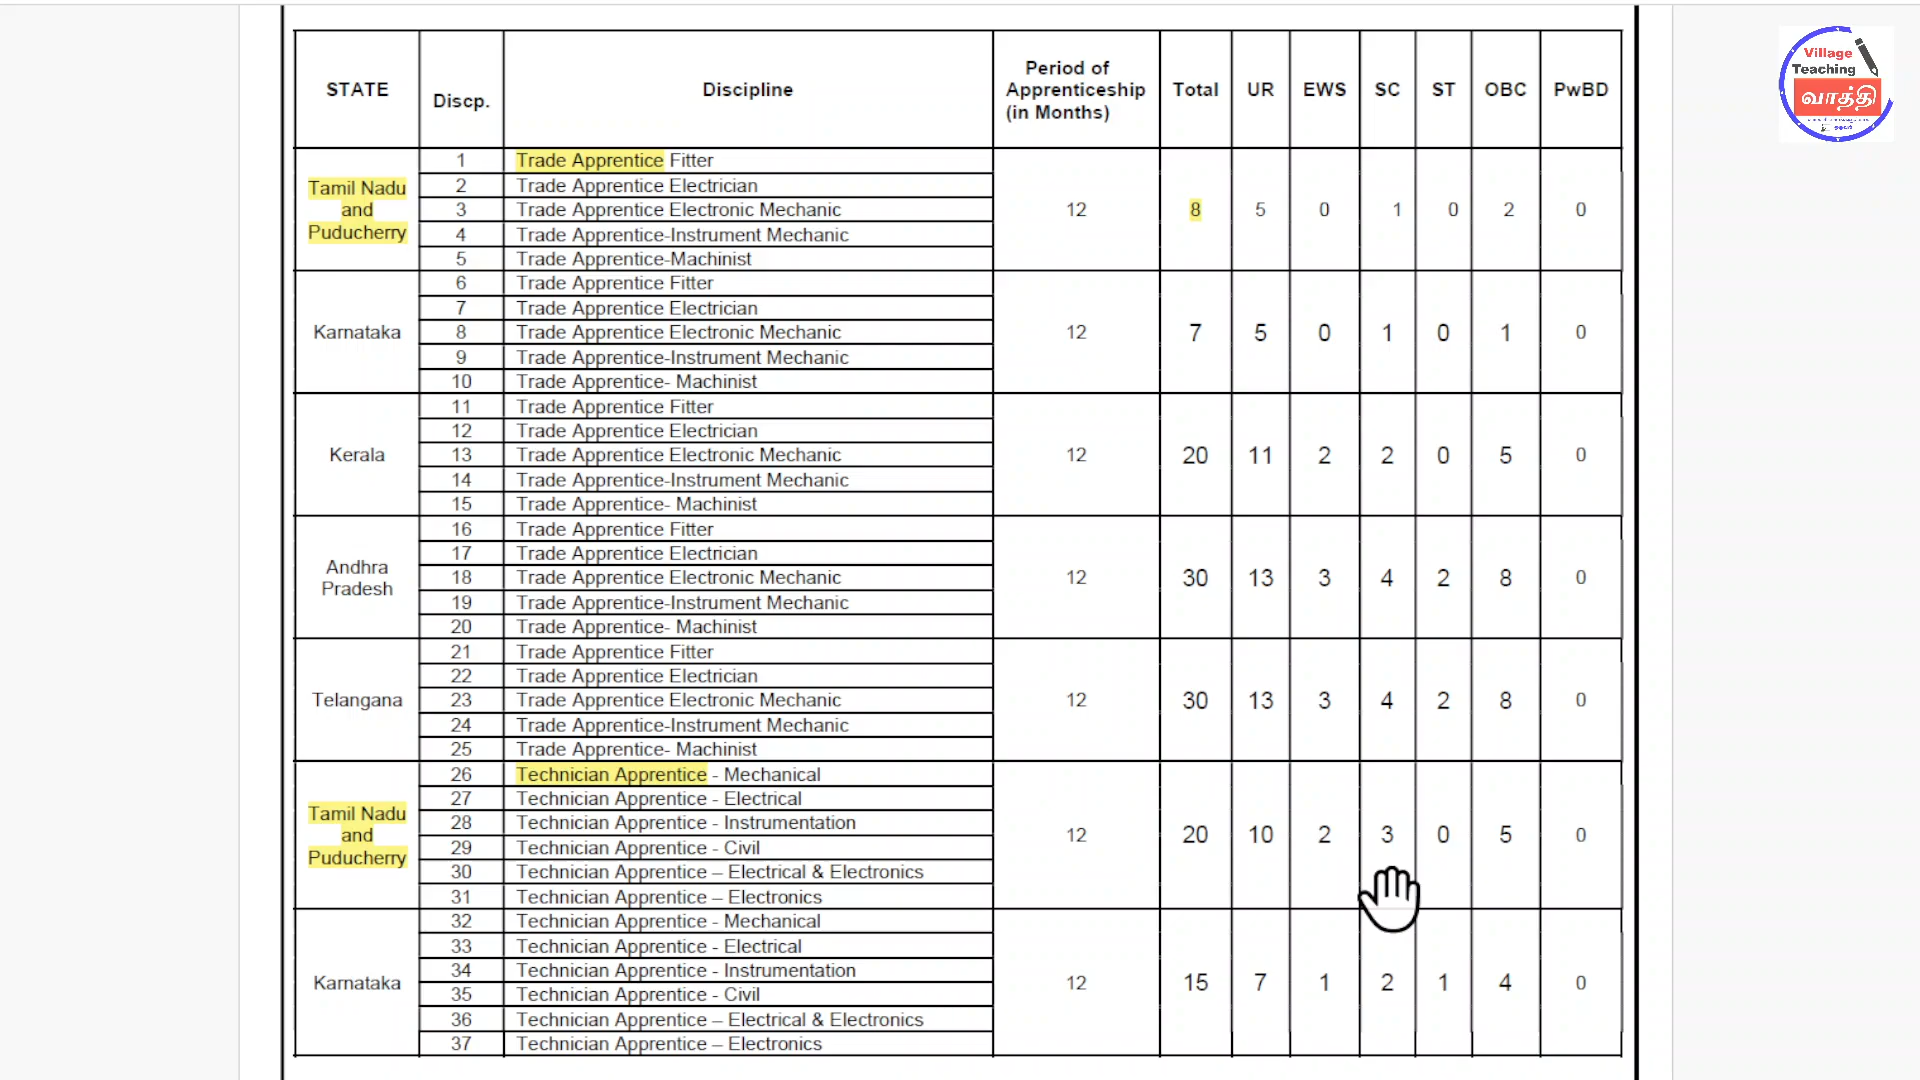 STATE Discp. Discipline Period of Apprenticeship (in Months) Total UR EWS SC ST OBC PwBD
Village
Teaching
வாத்தி
Tamil Nadu and Puducherry 12 8 5 0 1 0 2 0
1 Trade Apprentice Fitter
2 Trade Apprentice Electrician
3 Trade Apprentice Electronic Mechanic
4 Trade Apprentice-Instrument Mechanic
5 Trade Apprentice-Machinist
Karnataka 12 7 5 0 1 0 1 0
6 Trade Apprentice Fitter
7 Trade Apprentice Electrician
8 Trade Apprentice Electronic Mechanic
9 Trade Apprentice-Instrument Mechanic
10 Trade Apprentice- Machinist
Kerala 12 20 11 2 2 0 5 0
11 Trade Apprentice Fitter
12 Trade Apprentice Electrician
13 Trade Apprentice Electronic Mechanic
14 Trade Apprentice-Instrument Mechanic
15 Trade Apprentice- Machinist
Andhra Pradesh 12 30 13 3 4 2 8 0
16 Trade Apprentice Fitter
17 Trade Apprentice Electrician
18 Trade Apprentice Electronic Mechanic
19 Trade Apprentice-Instrument Mechanic
20 Trade Apprentice- Machinist
Telangana 12 30 13 3 4 2 8 0
21 Trade Apprentice Fitter
22 Trade Apprentice Electrician
23 Trade Apprentice Electronic Mechanic
24 Trade Apprentice-Instrument Mechanic
25 Trade Apprentice- Machinist
Tamil Nadu and Puducherry 12 20 10 2 3 0 5 0
26 Technician Apprentice - Mechanical
27 Technician Apprentice - Electrical
28 Technician Apprentice - Instrumentation
29 Technician Apprentice - Civil
30 Technician Apprentice – Electrical & Electronics
31 Technician Apprentice – Electronics
Karnataka 12 15 7 1 2 1 4 0
32 Technician Apprentice - Mechanical
33 Technician Apprentice - Electrical
34 Technician Apprentice - Instrumentation
35 Technician Apprentice - Civil
36 Technician Apprentice – Electrical & Electronics
37 Technician Apprentice – Electronics